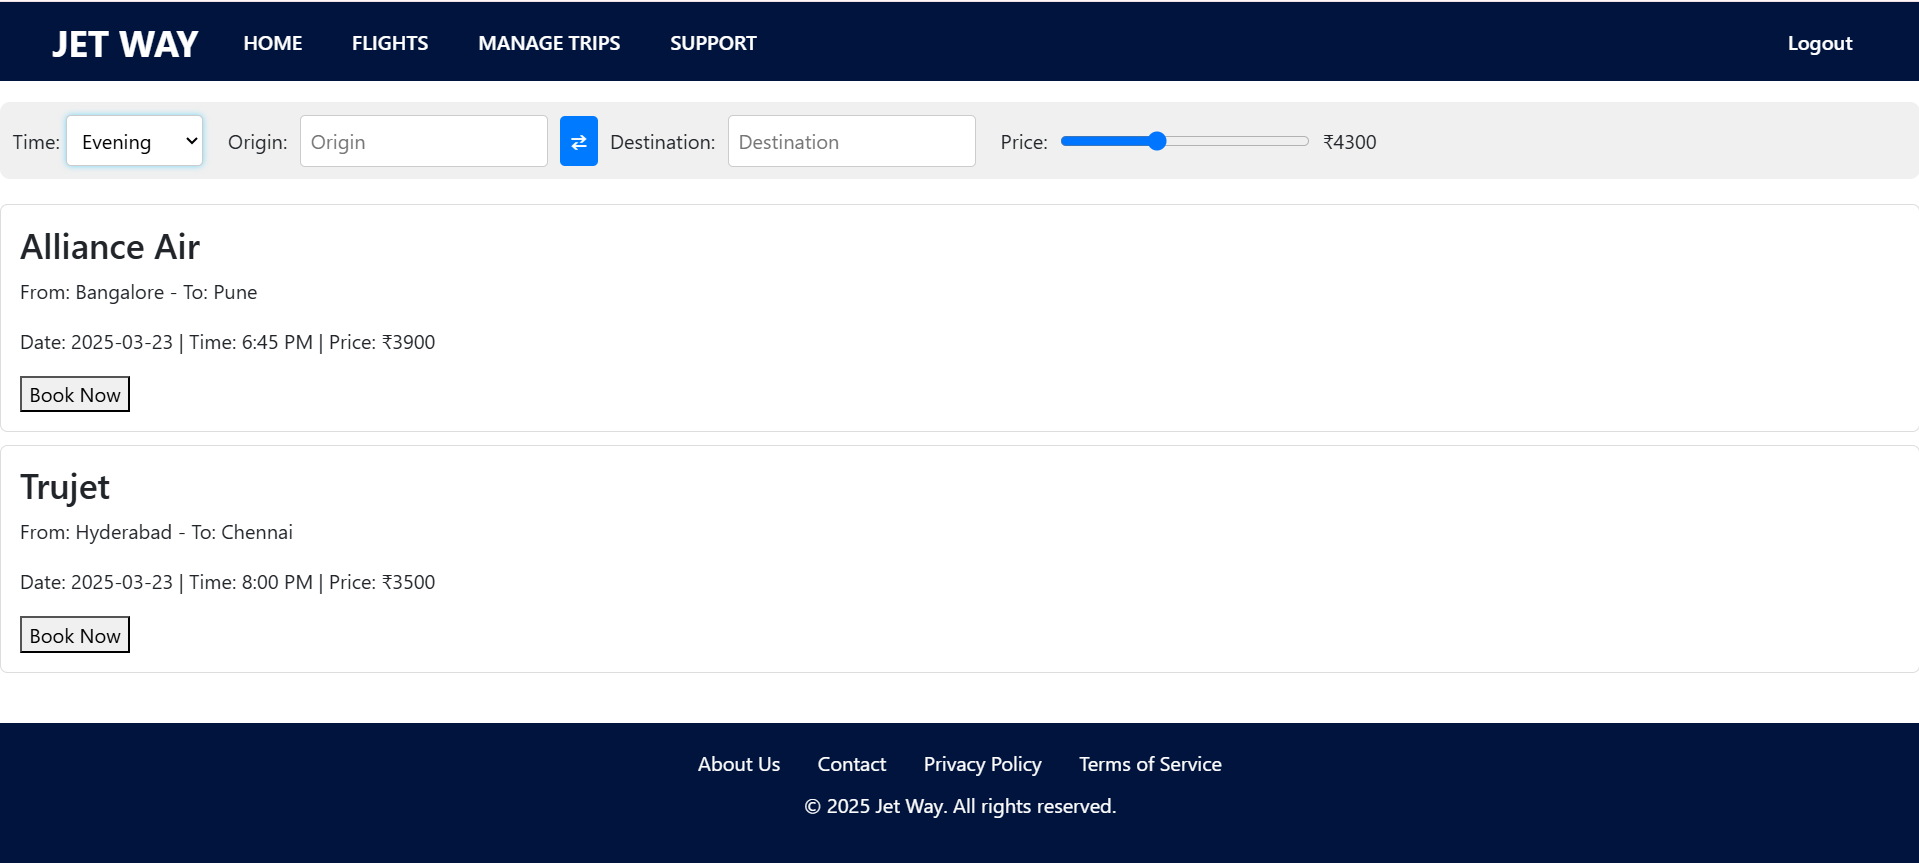 JET WAY HOME FLIGHTS MANAGE TRIPS SUPPORT Logout
Time: Evening Origin: Origin ⇄ Destination: Destination Price: ₹4300
Alliance Air
From: Bangalore - To: Pune
Date: 2025-03-23 | Time: 6:45 PM | Price: ₹3900
Book Now
Trujet
From: Hyderabad - To: Chennai
Date: 2025-03-23 | Time: 8:00 PM | Price: ₹3500
Book Now
About Us Contact Privacy Policy Terms of Service
© 2025 Jet Way. All rights reserved.